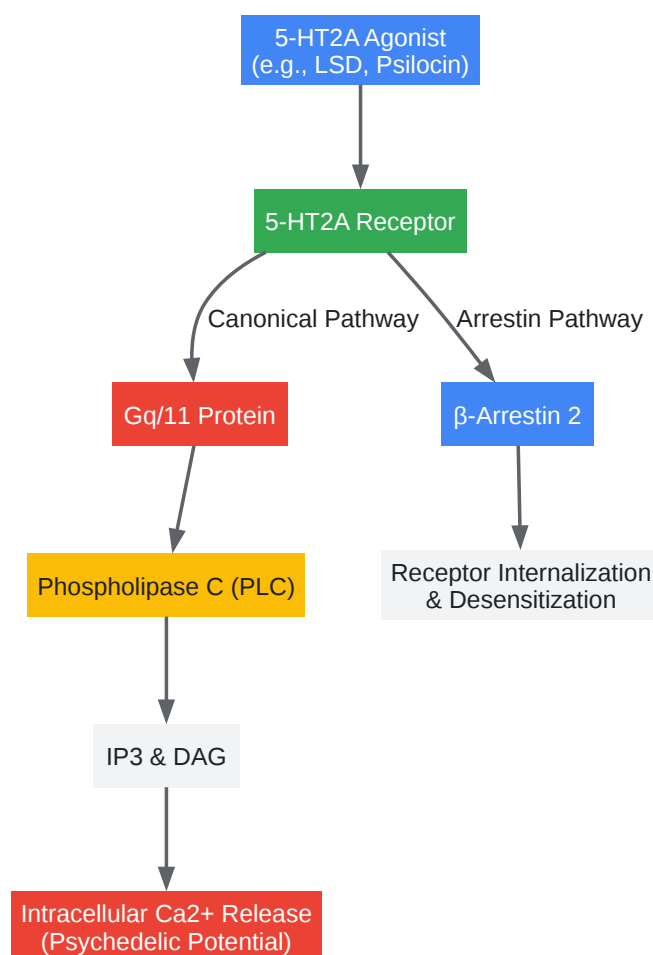 5-HT2A Agonist
(e.g., LSD, Psilocin)
5-HT2A Receptor
Canonical Pathway
Arrestin Pathway
Gq/11 Protein
β-Arrestin 2
Phospholipase C (PLC)
Receptor Internalization
& Desensitization
IP3 & DAG
Intracellular Ca2+ Release
(Psychedelic Potential)